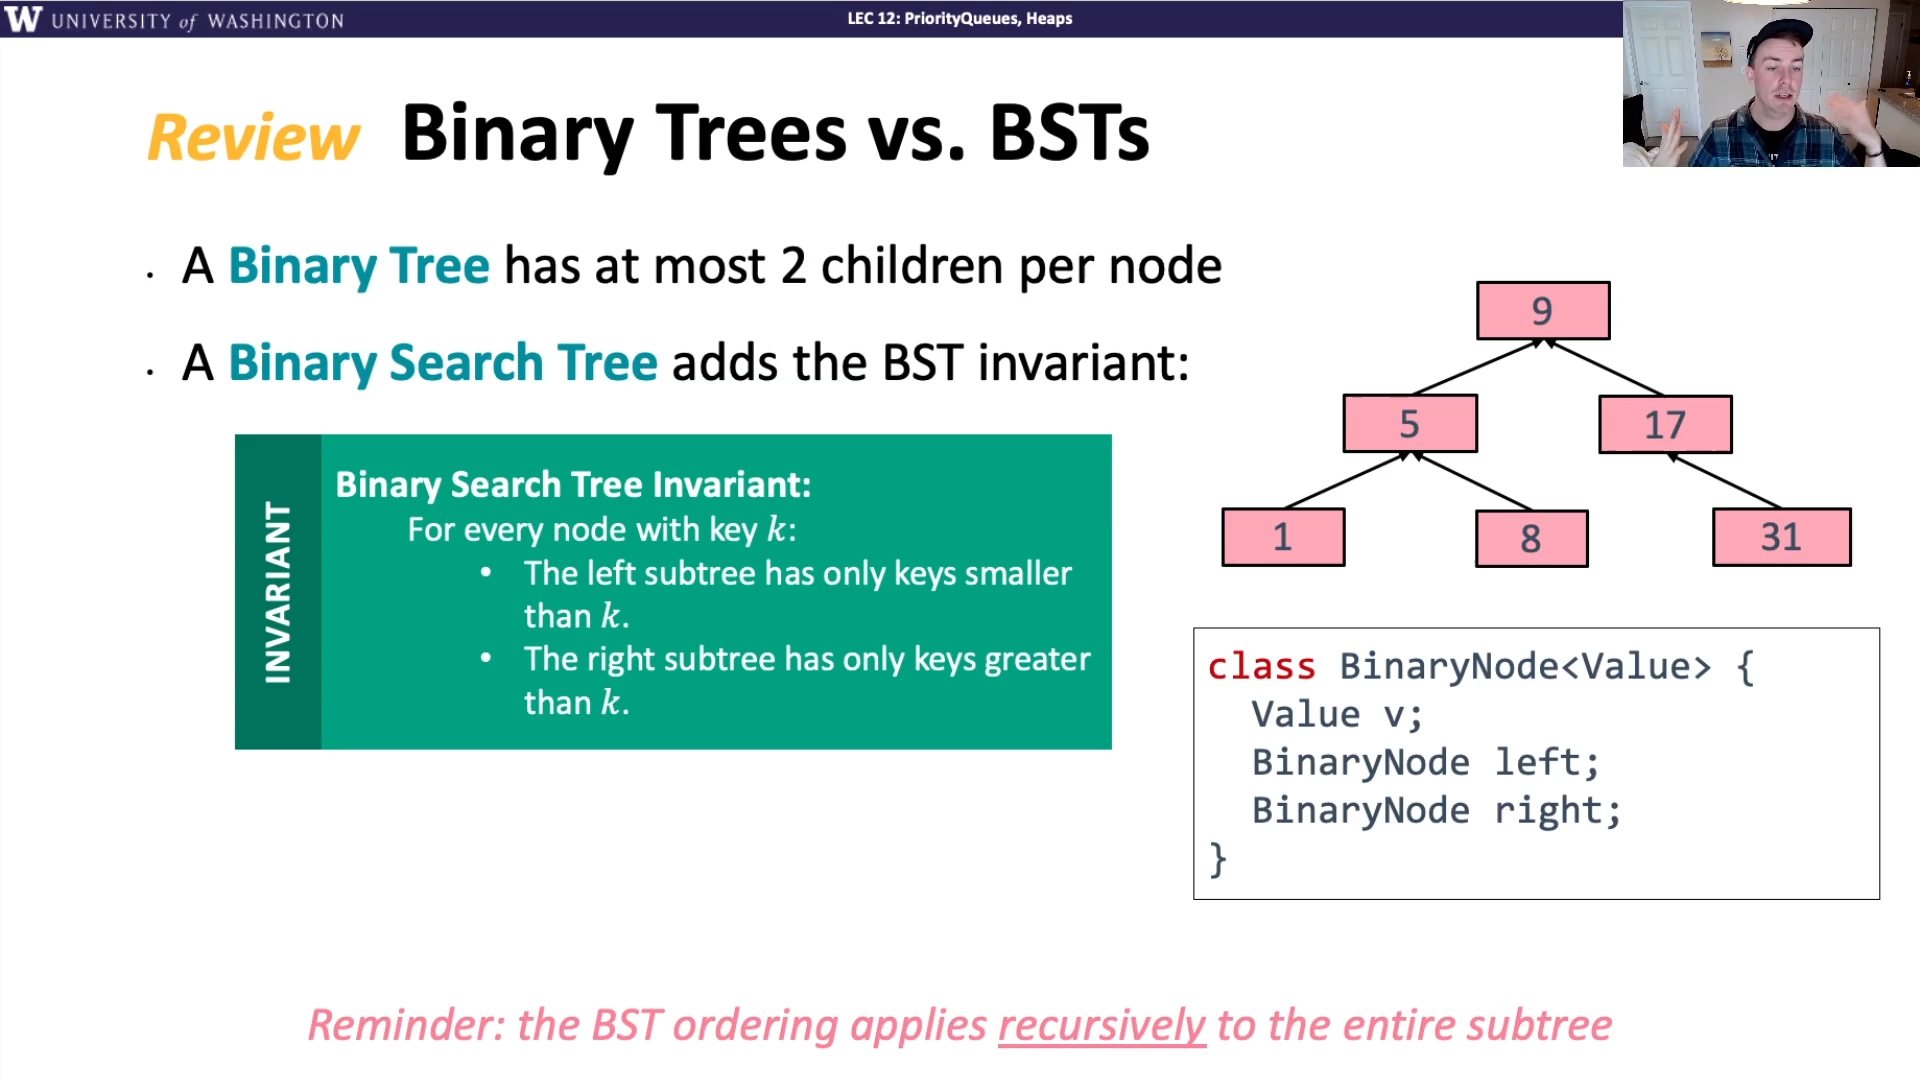 W UNIVERSITY of WASHINGTON
LEC 12: PriorityQueues, Heaps
Review Binary Trees vs. BSTs
• A Binary Tree has at most 2 children per node
• A Binary Search Tree adds the BST invariant:
INVARIANT
Binary Search Tree Invariant:
For every node with key k:
• The left subtree has only keys smaller
than k.
• The right subtree has only keys greater
than k.
9
5 17
1 8 31
class BinaryNode<Value> {
Value v;
BinaryNode left;
BinaryNode right;
}
Reminder: the BST ordering applies recursively to the entire subtree